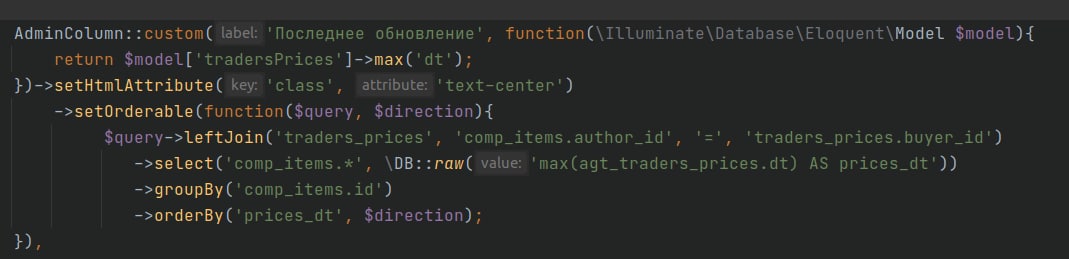 AdminColumn::custom( label: 'Последнее обновление', function(\Illuminate\Database\Eloquent\Model $model){
return $model['tradersPrices']->max('dt');
})->setHtmlAttribute( key: 'class', attribute: 'text-center')
->setOrderable(function($query, $direction){
$query->leftJoin('traders_prices', 'comp_items.author_id', '=', 'traders_prices.buyer_id')
->select('comp_items.*', \DB::raw( value: 'max(agt_traders_prices.dt) AS prices_dt'))
->groupBy('comp_items.id')
->orderBy('prices_dt', $direction);
}),